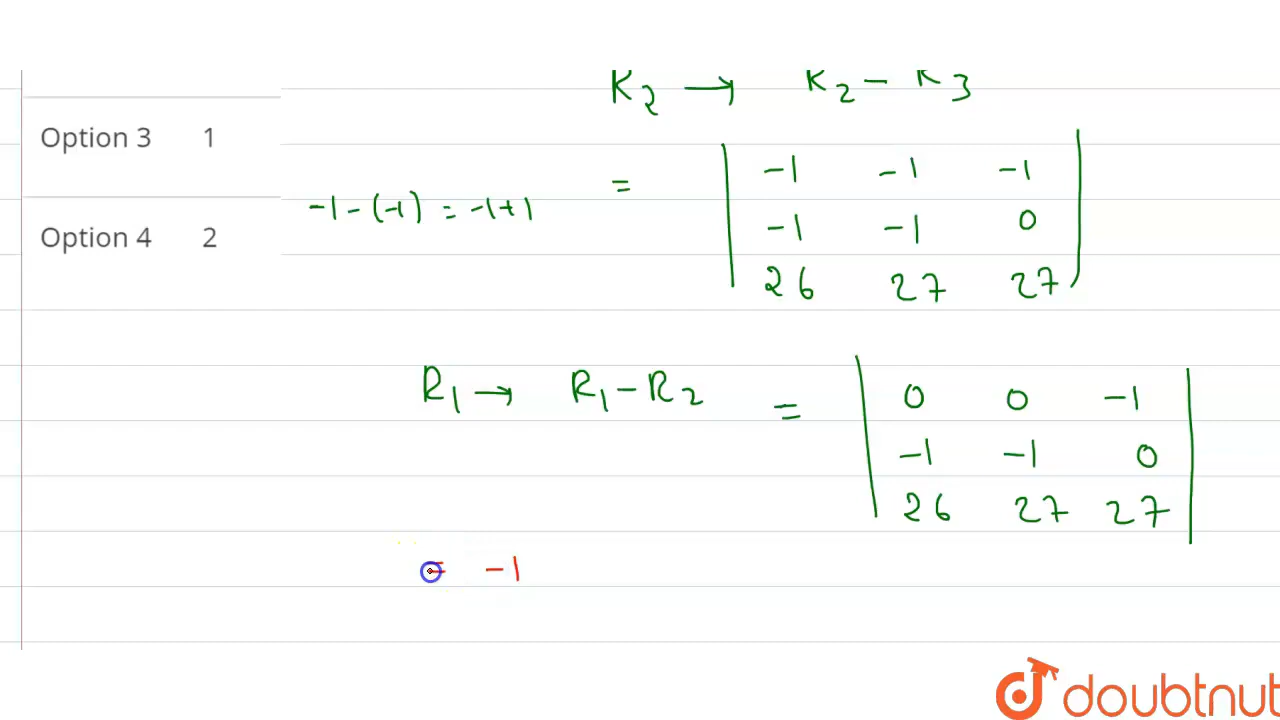 R₂ → R₂ - R₃
Option 3 1
= | -1 -1 -1 |
| -1 -1 0 |
| 26 27 27 |
-1 - (-1) = -1 + 1
Option 4 2
R₁ → R₁ - R₂ = | 0 0 -1 |
| -1 -1 0 |
| 26 27 27 |
= -1
doubtnut